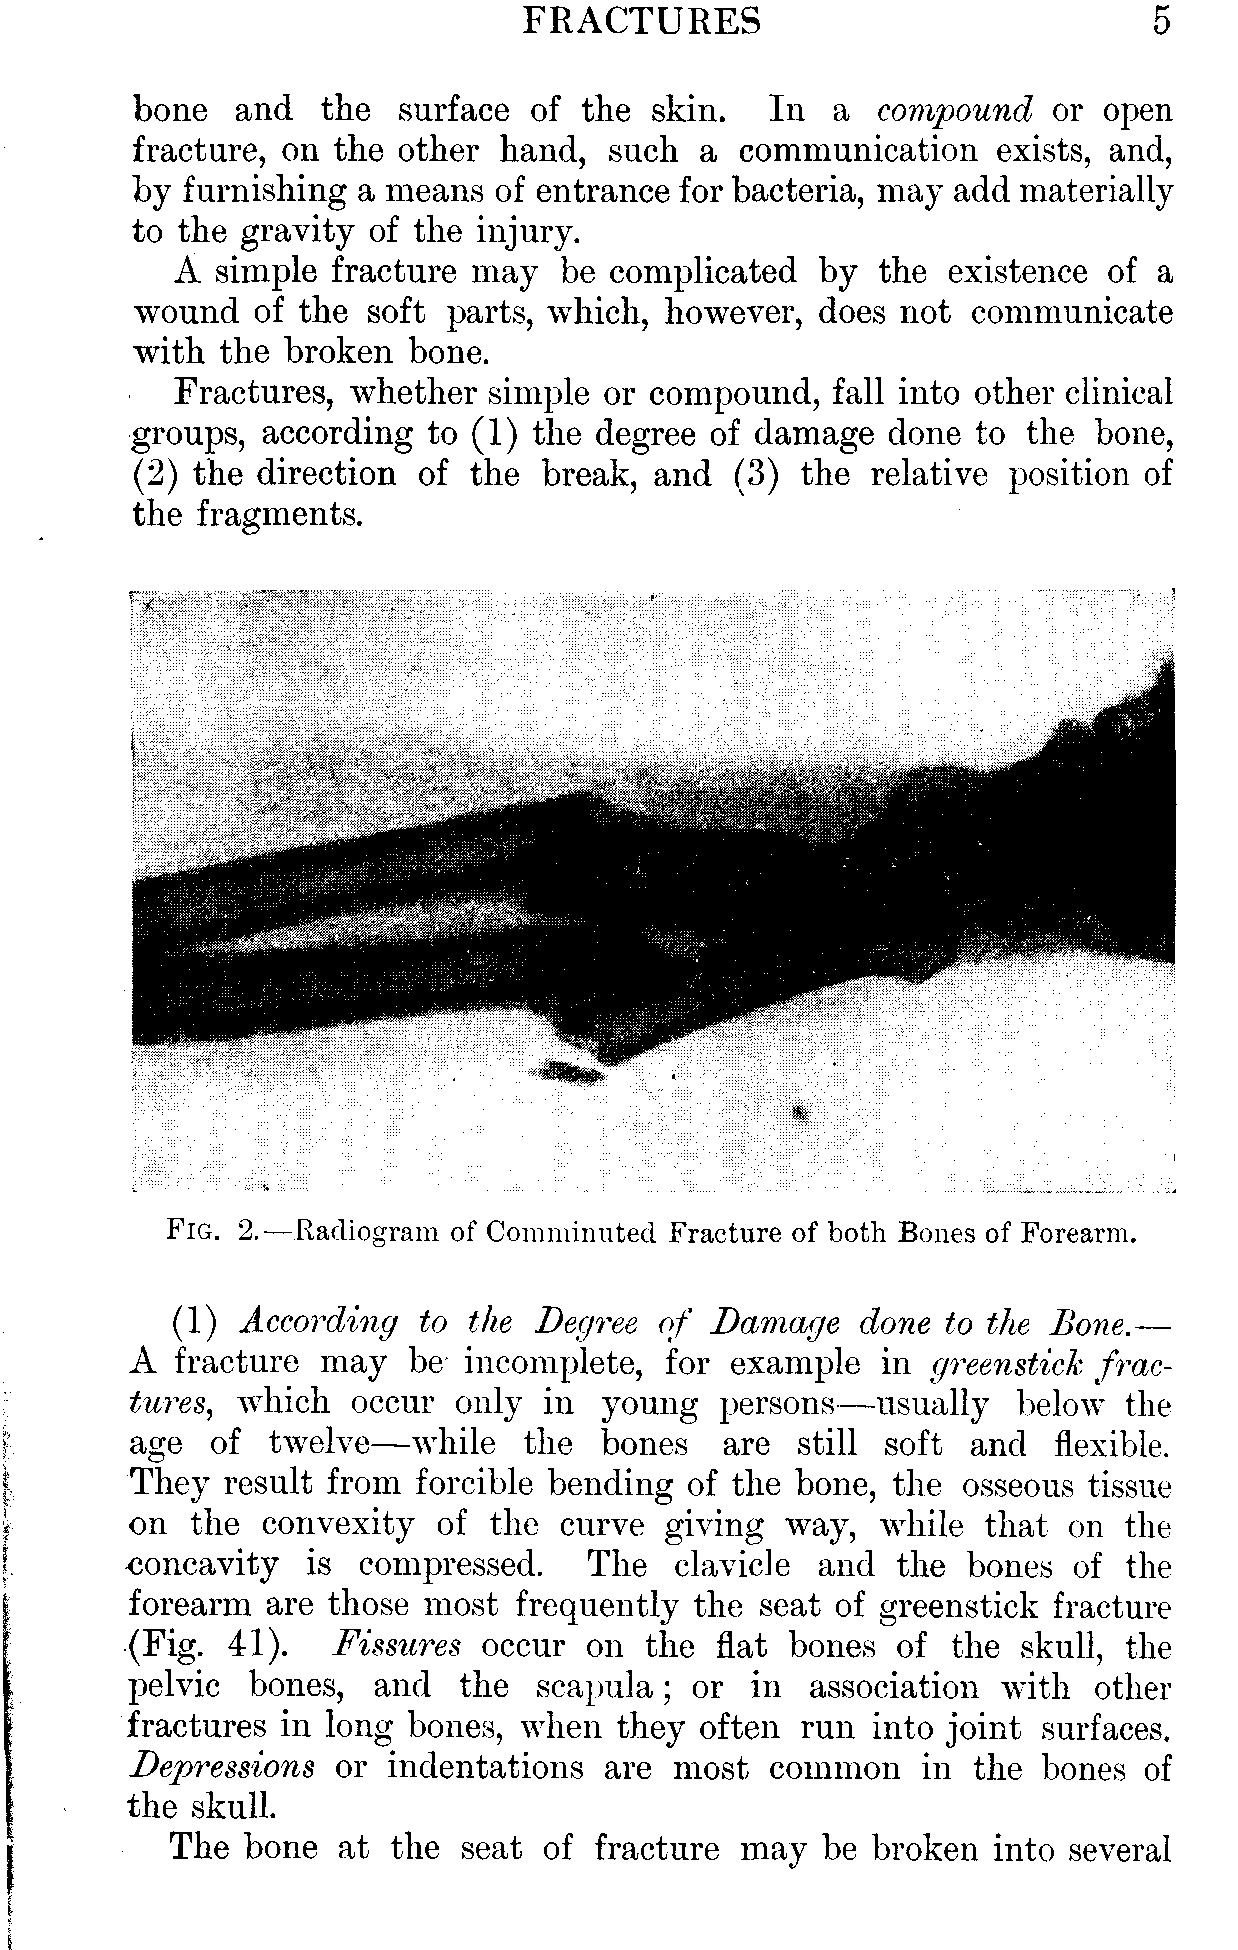 FRACTURES 5
bone and the surface of the skin. In a compound or open
fracture, on the other hand, such a communication exists, and,
by furnishing a means of entrance for bacteria, may add materially
to the gravity of the injury.
A simple fracture may be complicated by the existence of a
wound of the soft parts, which, however, does not communicate
with the broken bone.
Fractures, whether simple or compound, fall into other clinical
groups, according to (1) the degree of damage done to the bone,
(2) the direction of the break, and (3) the relative position of
the fragments.
FIG. 2.—Radiogram of Comminuted Fracture of both Bones of Forearm.
(1) According to the Degree of Damage done to the Bone.—
A fracture may be incomplete, for example in greenstick frac-
tures, which occur only in young persons—usually below the
age of twelve—while the bones are still soft and flexible.
They result from forcible bending of the bone, the osseous tissue
on the convexity of the curve giving way, while that on the
concavity is compressed. The clavicle and the bones of the
forearm are those most frequently the seat of greenstick fracture
(Fig. 41). Fissures occur on the flat bones of the skull, the
pelvic bones, and the scapula; or in association with other
fractures in long bones, when they often run into joint surfaces.
Depressions or indentations are most common in the bones of
the skull.
The bone at the seat of fracture may be broken into several